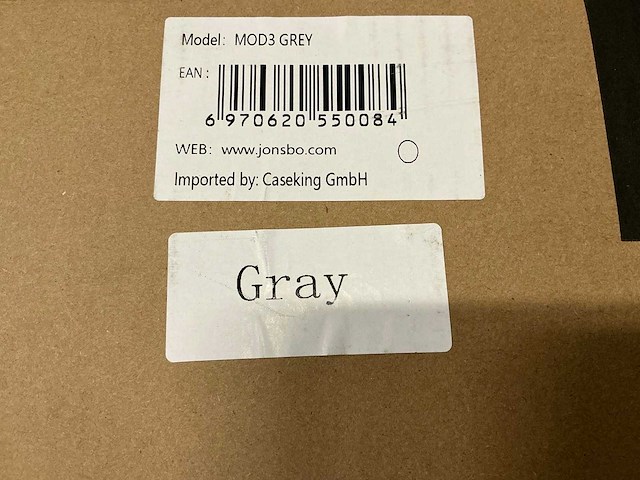 Model: MOD3 GREY
EAN :
6 970620 550084
WEB: www.jonsbo.com
Imported by: Caseking GmbH
Gray